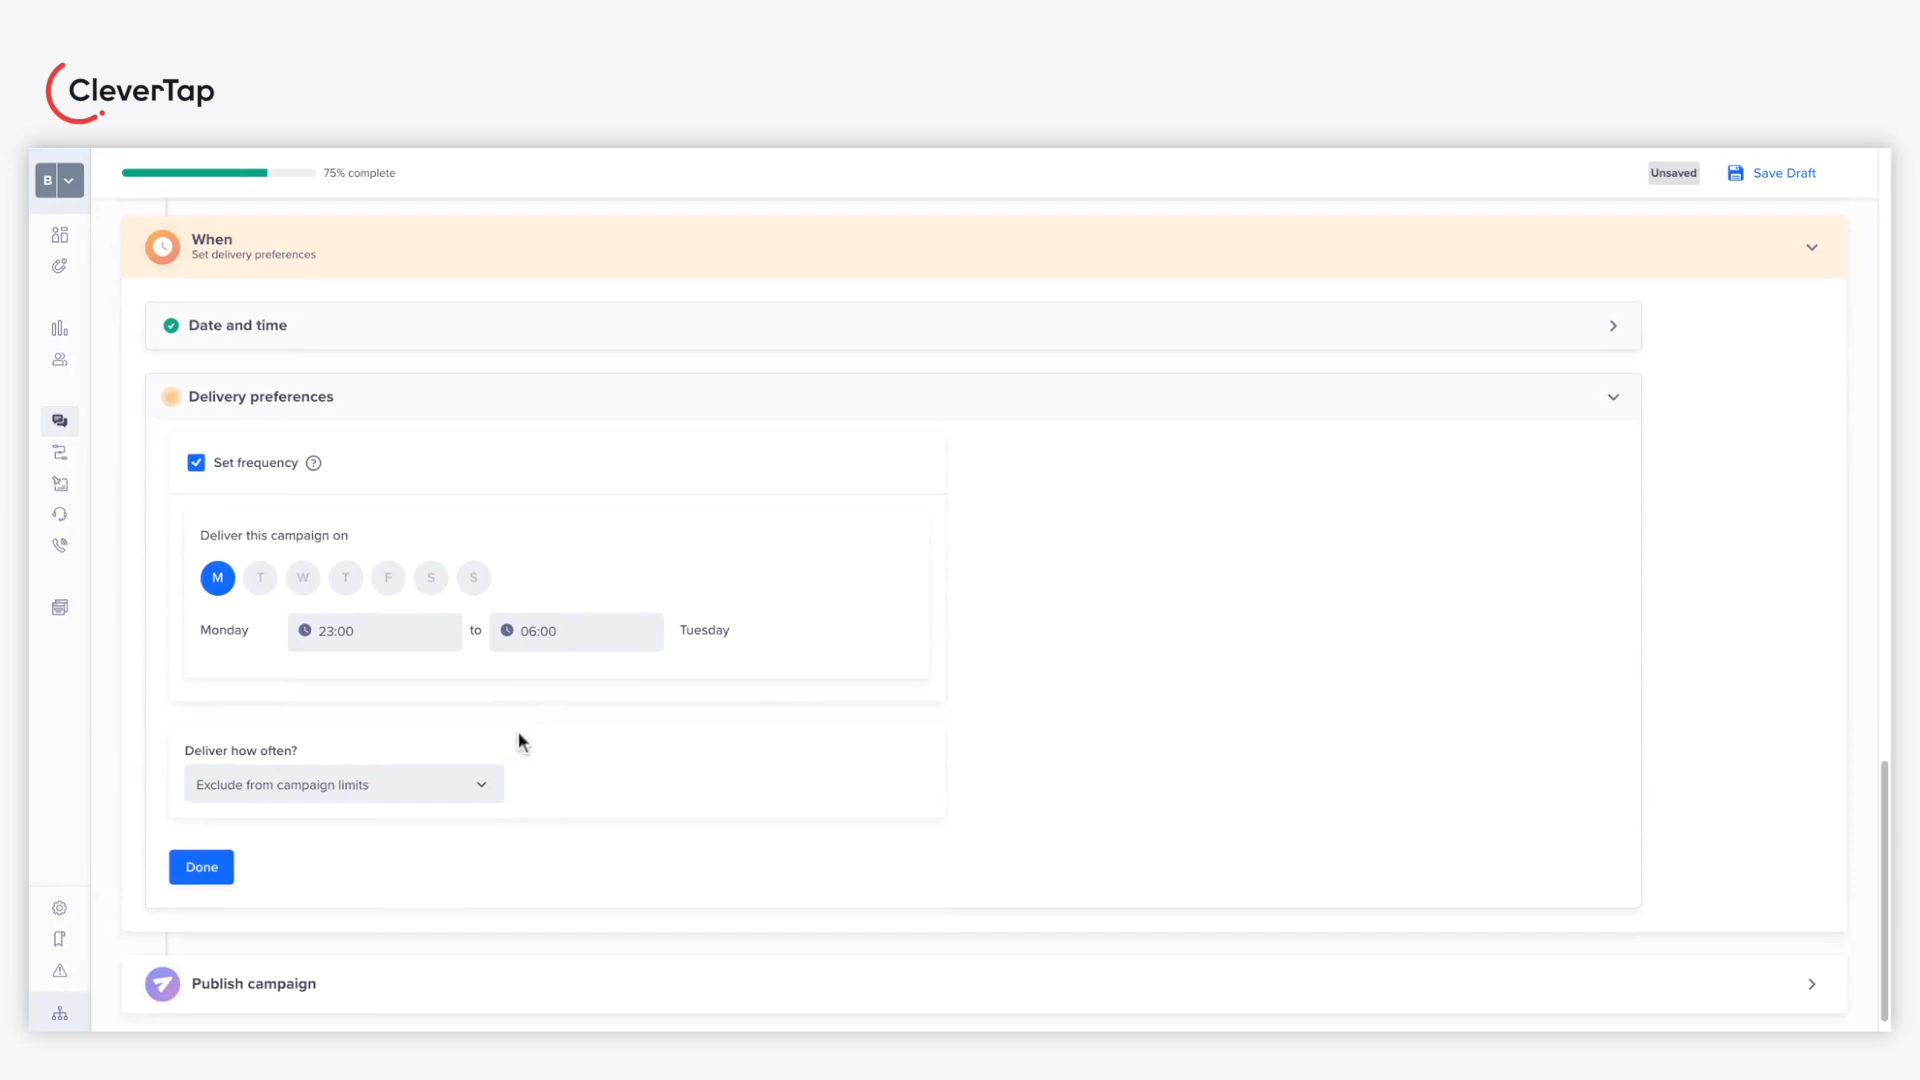 CleverTap
B
75% complete
Unsaved
Save Draft
When
Set delivery preferences
Date and time
Delivery preferences
Set frequency ?
Deliver this campaign on
M T W T F S S
Monday 23:00 to 06:00 Tuesday
Deliver how often?
Exclude from campaign limits
Done
Publish campaign